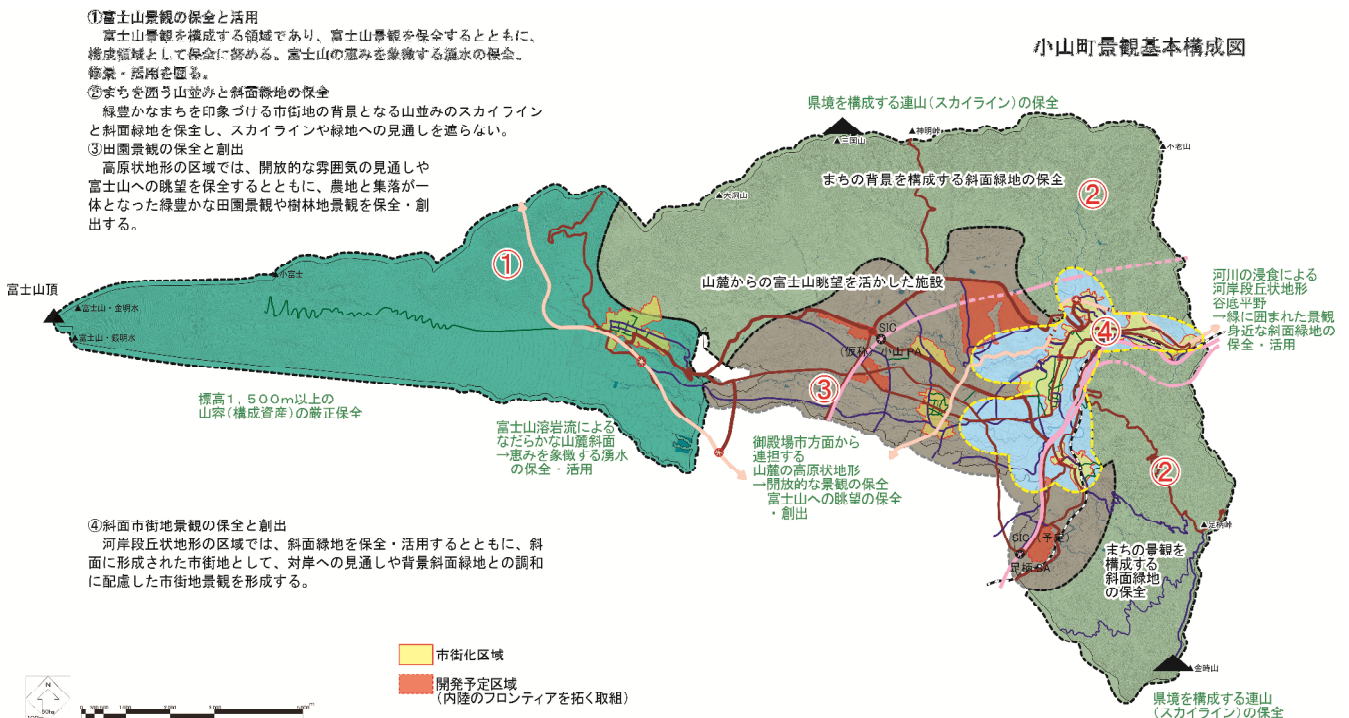 ①富士山景観の保全と活用
富士山景観を構成する領域であり、富士山景観を保全するとともに、
構成領域として保全に努める。富士山の恵みを象徴する湧水の保全、
修景・活用を図る。
②まちを囲う山並みと斜面緑地の保全
緑豊かなまちを印象づける市街地の背景となる山並みのスカイライン
と斜面緑地を保全し、スカイラインや緑地への見通しを遮らない。
③田園景観の保全と創出
高原状地形の区域では、開放的な雰囲気の見通しや
富士山への眺望を保全するとともに、農地と集落が一
体となった緑豊かな田園景観や樹林地景観を保全・創
出する。
小山町景観基本構成図
県境を構成する連山(スカイライン)の保全
▲三国山
▲神明峠
▲不老山
まちの背景を構成する斜面緑地の保全
②
▲大洞山
①
山麓からの富士山眺望を活かした施設
河川の浸食による
河岸段丘状地形
谷底平野
→緑に囲まれた景観
身近な斜面緑地の
保全・活用
▲小富士
富士山頂
▲富士山・金明水
▲富士山・銀明水
SIC
(仮称)小山PA
④
③
標高1,500m以上の
山容(構成資産)の厳正保全
富士山溶岩流による
なだらかな山麓斜面
→恵みを象徴する湧水
の保全・活用
御殿場市方面から
連担する
山麓の高原状地形
→開放的な景観の保全
富士山への眺望の保全
・創出
②
▲足柄峠
SIC(予定)
足柄SA
まちの景観を
構成する
斜面緑地
の保全
④斜面市街地景観の保全と創出
河岸段丘状地形の区域では、斜面緑地を保全・活用するとともに、斜
面に形成された市街地として、対岸への見通しや背景斜面緑地との調和
に配慮した市街地景観を形成する。
市街化区域
開発予定区域
(内陸のフロンティアを拓く取組)
▲金時山
県境を構成する連山
(スカイライン)の保全
N